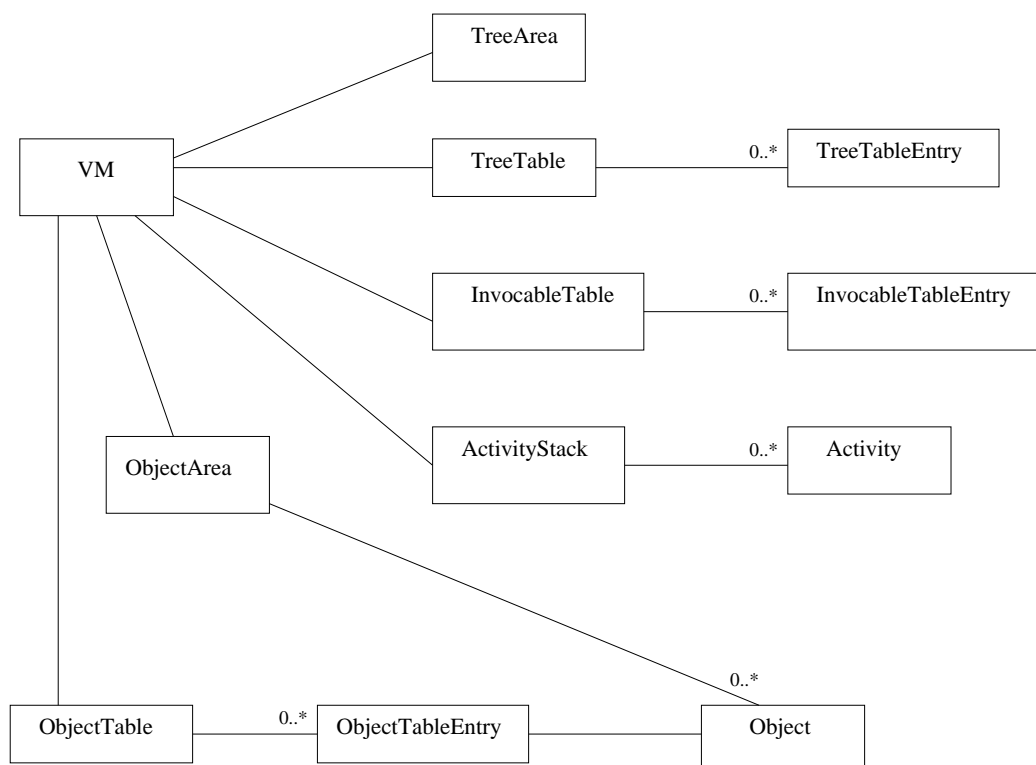 TreeArea
VM
TreeTable
0..*
TreeTableEntry
InvocableTable
0..*
InvocableTableEntry
ObjectArea
ActivityStack
0..*
Activity
0..*
ObjectTable
0..*
ObjectTableEntry
Object